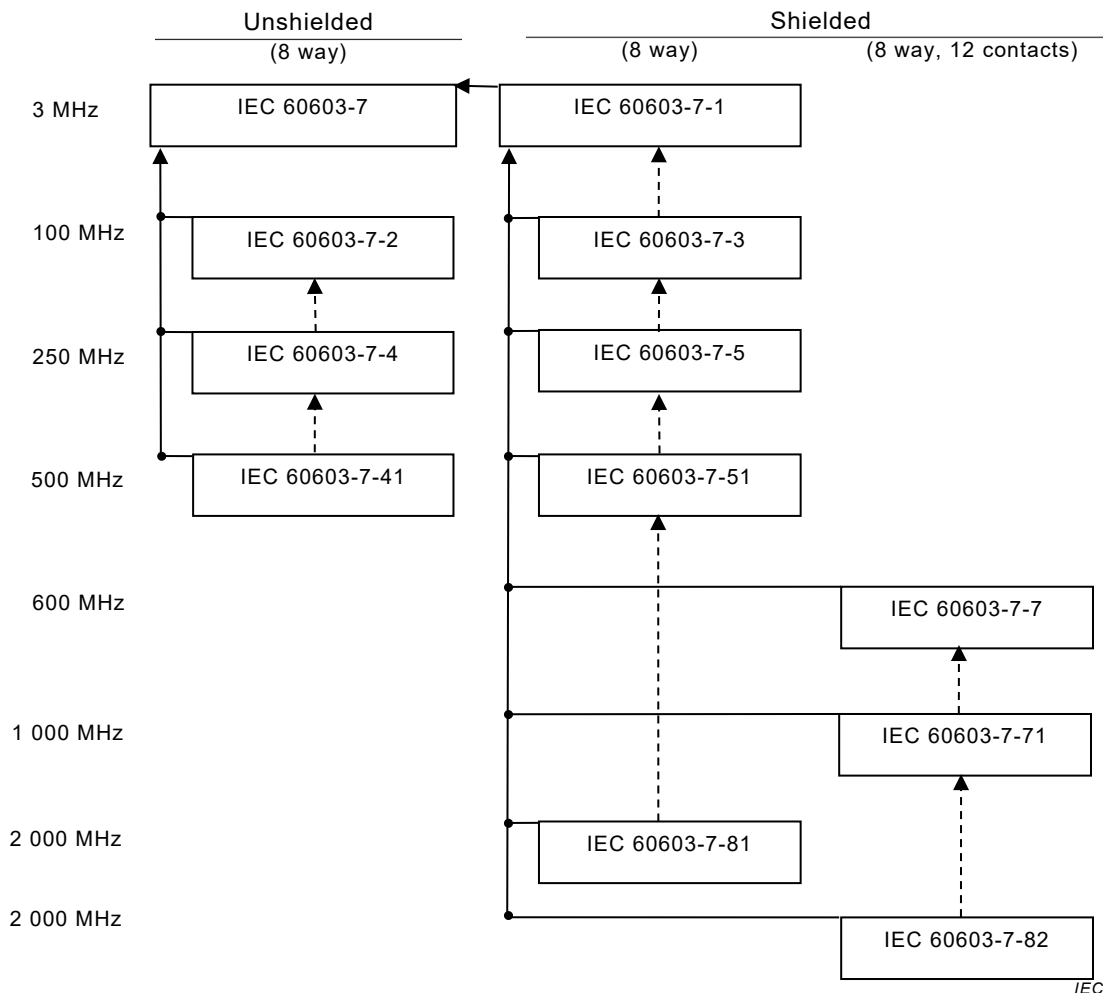 Unshielded
Shielded
(8 way)
(8 way)
(8 way, 12 contacts)
3 MHz
IEC 60603-7
IEC 60603-7-1
100 MHz
IEC 60603-7-2
IEC 60603-7-3
250 MHz
IEC 60603-7-4
IEC 60603-7-5
500 MHz
IEC 60603-7-41
IEC 60603-7-51
600 MHz
IEC 60603-7-7
1 000 MHz
IEC 60603-7-71
2 000 MHz
IEC 60603-7-81
2 000 MHz
IEC 60603-7-82
IEC